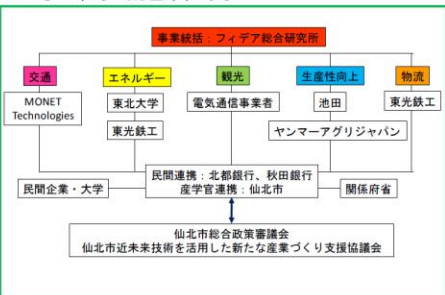 事業統括：フィデア総合研究所
交通
エネルギー
観光
生産性向上
物流
MONET
Technologies
東北大学
東光鉄工
電気通信事業者
池田
ヤンマーアグリジャパン
東光鉄工
民間連携：北都銀行、秋田銀行
産学官連携：仙北市
民間企業・大学
関係府省
仙北市総合政策審議会
仙北市近未来技術を活用した新たな産業づくり支援協議会